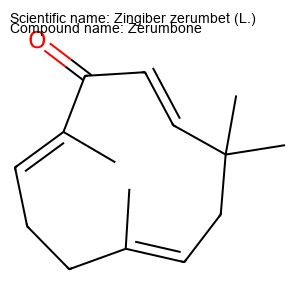 Scientific name: Zingiber zerumbet (L.)
Compound name: Zerumbone
O